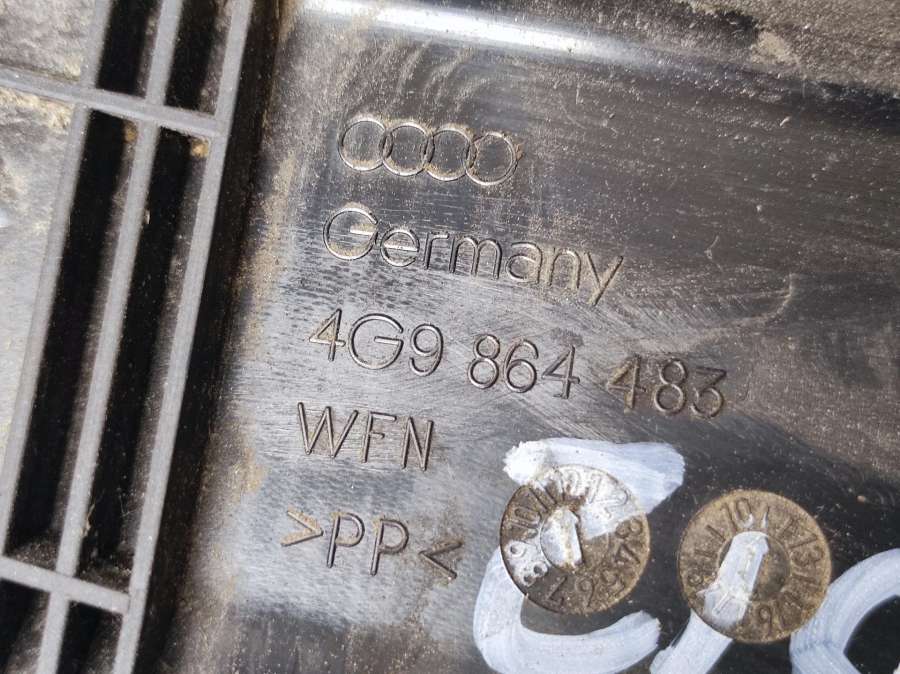 Germany
4G9 864 483
WFN
>PP<